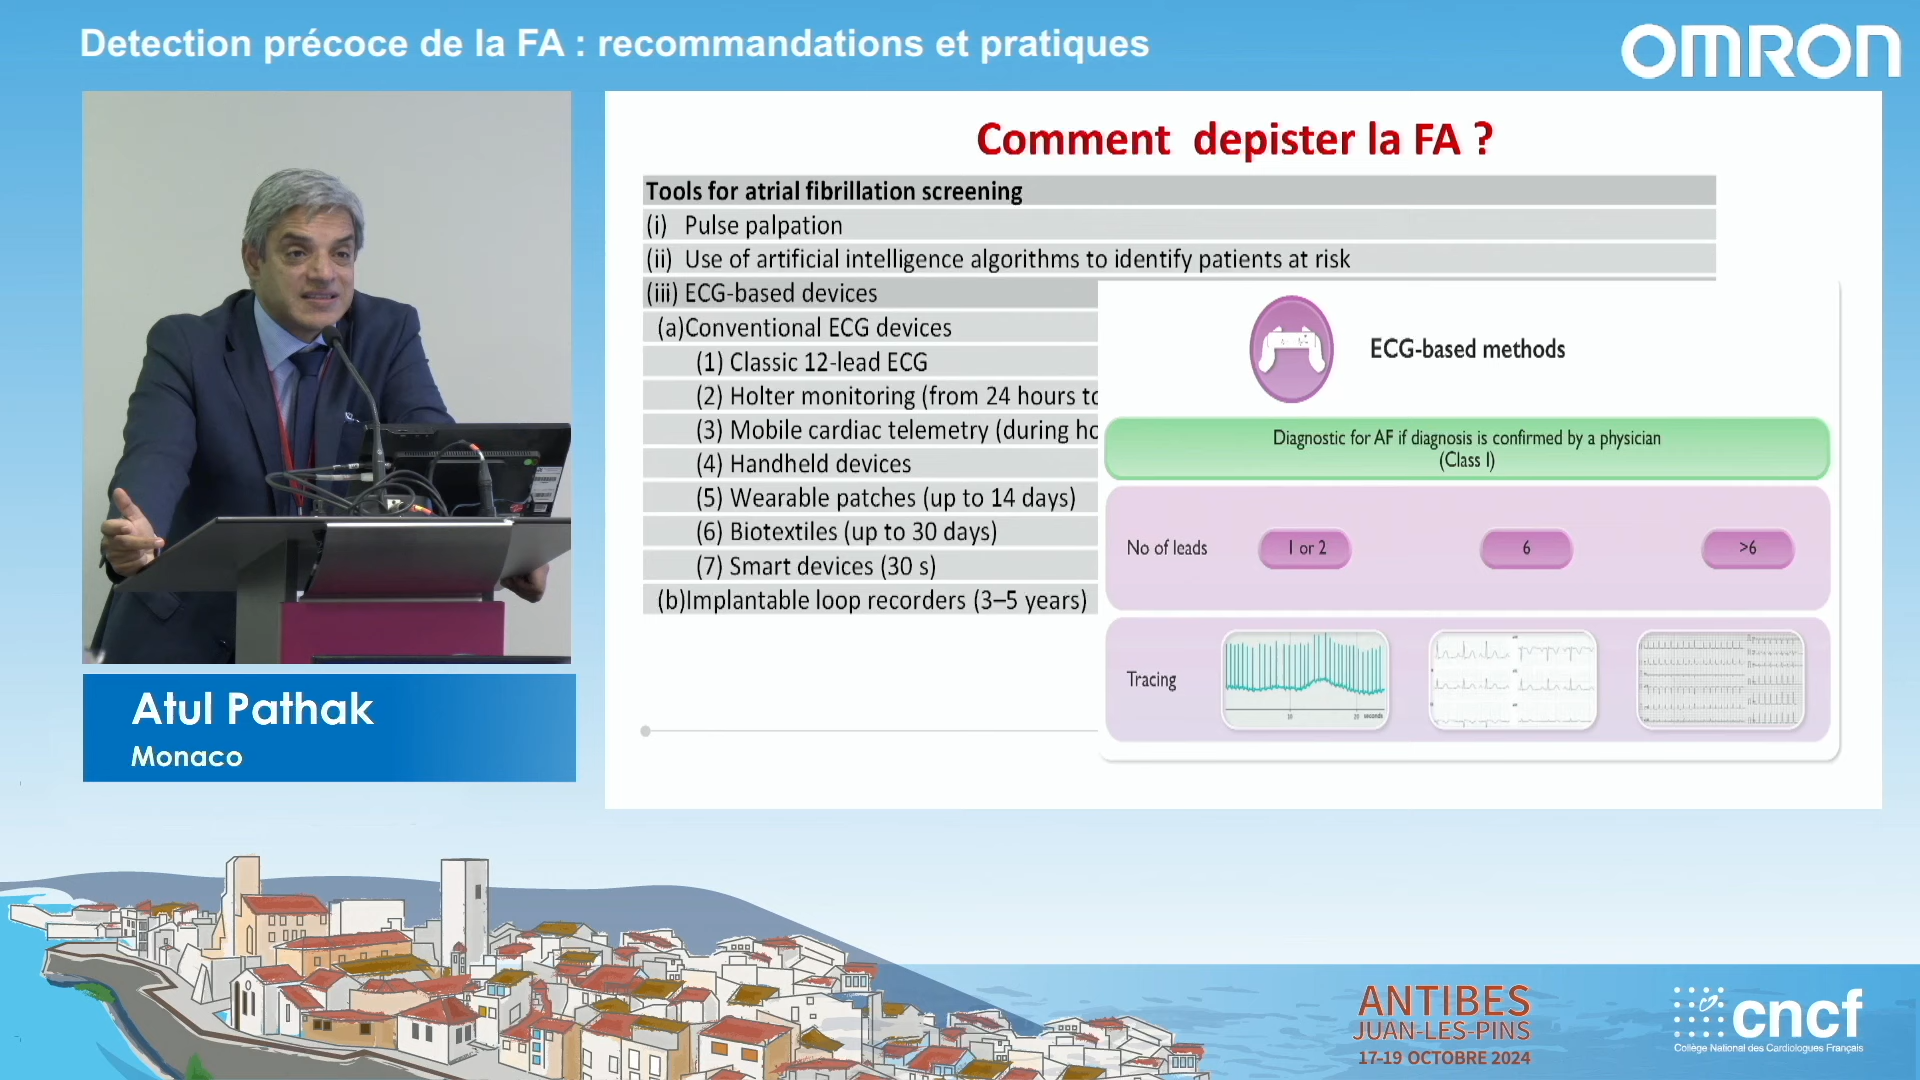 Detection précoce de la FA : recommandations et pratiques
OMRON
Comment depister la FA ?
Tools for atrial fibrillation screening
(i) Pulse palpation
(ii) Use of artificial intelligence algorithms to identify patients at risk
(iii) ECG-based devices
(a)Conventional ECG devices
(1) Classic 12-lead ECG
(2) Holter monitoring (from 24 hours to
(3) Mobile cardiac telemetry (during
(4) Handheld devices
(5) Wearable patches (up to 14 days)
(6) Biotextiles (up to 30 days)
(7) Smart devices (30 s)
(b)Implantable loop recorders (3–5 years)
ECG-based methods
Diagnostic for AF if diagnosis is confirmed by a physician
(Class I)
No of leads
1 or 2
6
>6
Tracing
10
20 seconds
Atul Pathak
Monaco
ANTIBES
JUAN-LES-PINS
17-19 OCTOBRE 2024
cncf
Collège National des Cardiologues Français